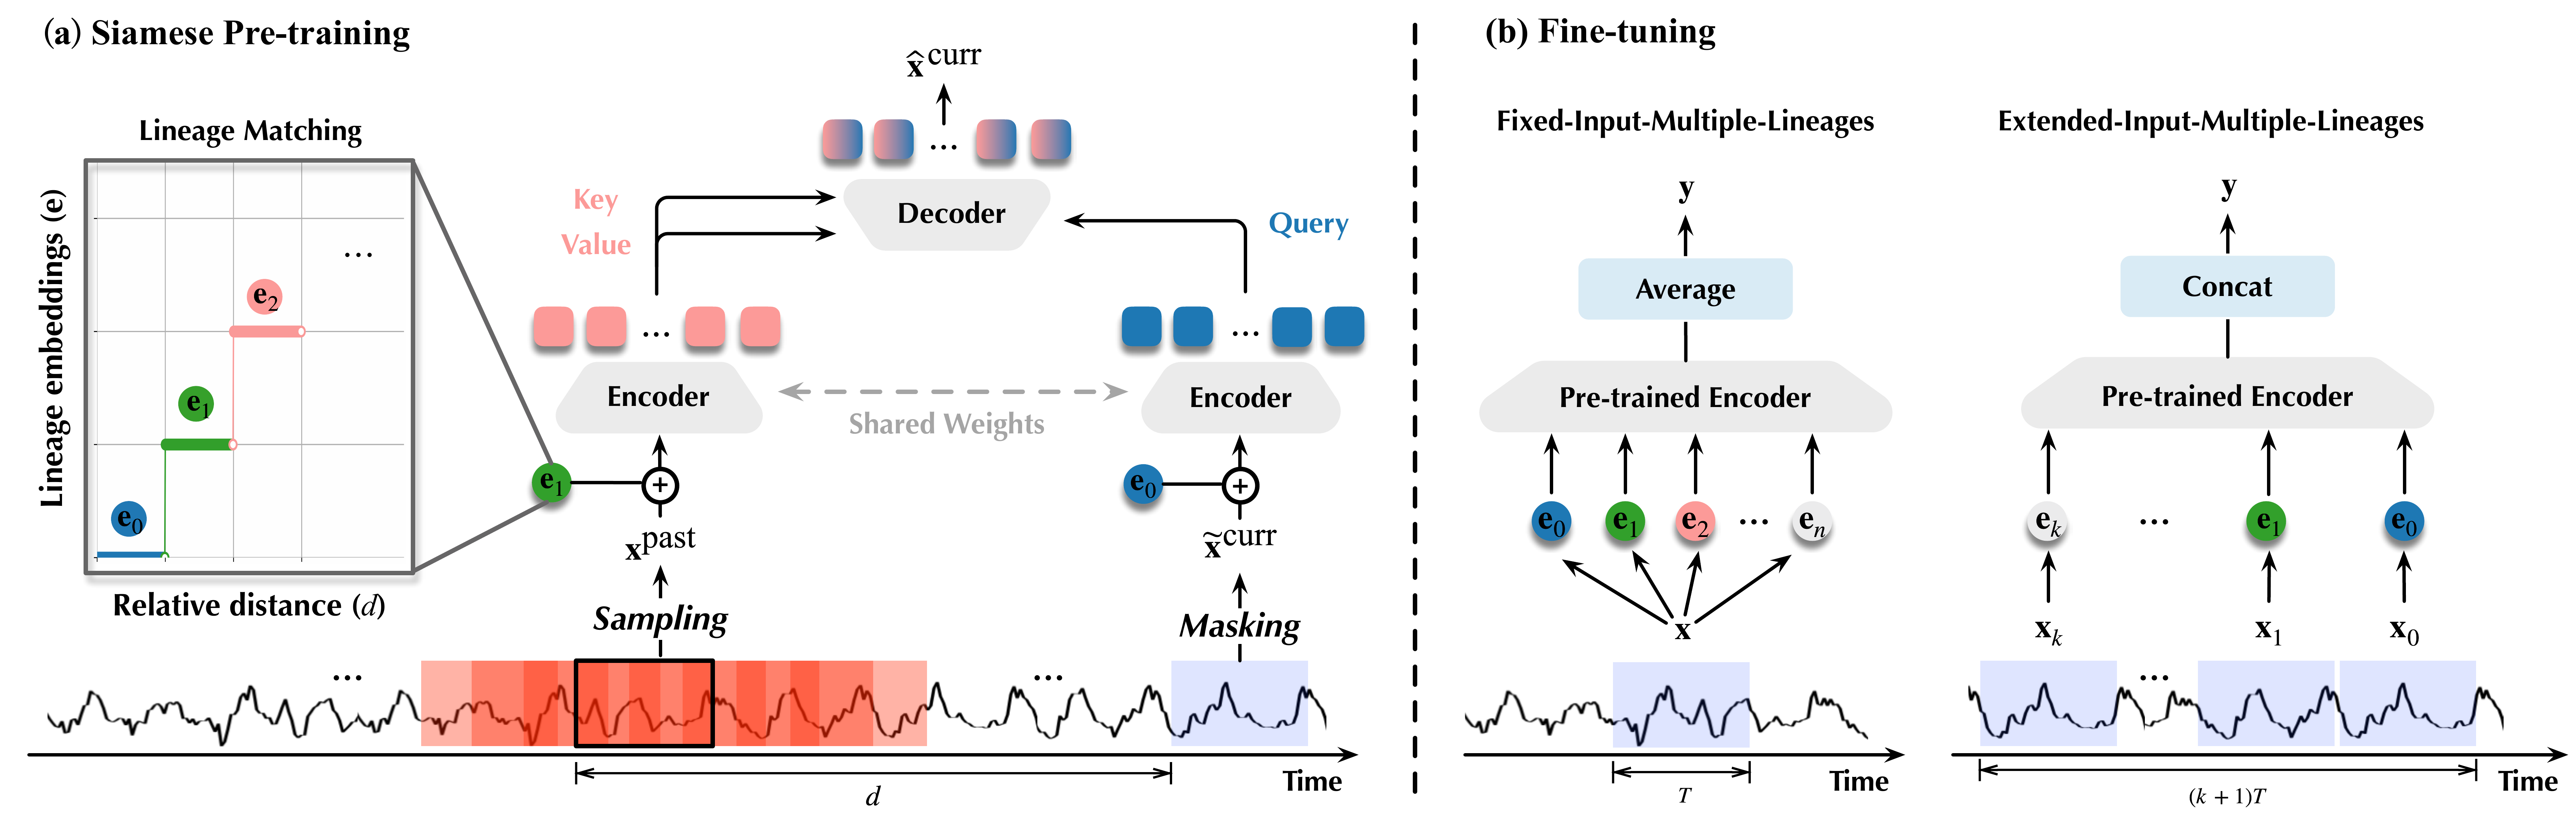 (a) Siamese Pre-training
Lineage Matching
Lineage embeddings (e)
...
e₂
e₁
e₀
Relative distance (d)
x̂ᶜᵘʳʳ
...
Decoder
Key
Value
Query
...
...
Encoder
Shared Weights
Encoder
e₁
+
e₀
+
xᵖᵃˢᵗ
x̃ᶜᵘʳʳ
Sampling
Masking
...
...
d
Time
(b) Fine-tuning
Fixed-Input-Multiple-Lineages
y
Average
Pre-trained Encoder
e₀ e₁ e₂ ... eₙ
x
T
Time
Extended-Input-Multiple-Lineages
y
Concat
Pre-trained Encoder
eₖ ... e₁ e₀
xₖ x₁ x₀
...
(k + 1)T
Time